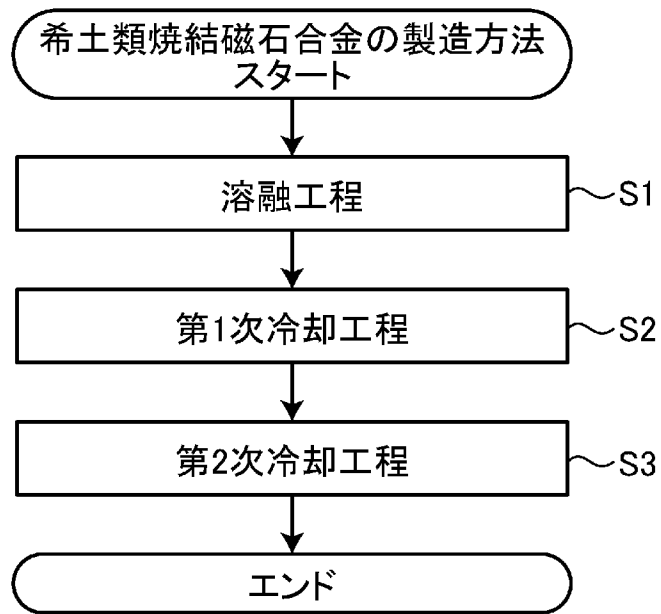 希土類焼結磁石合金の製造方法
スタート
溶融工程
S1
第1次冷却工程
S2
第2次冷却工程
S3
エンド